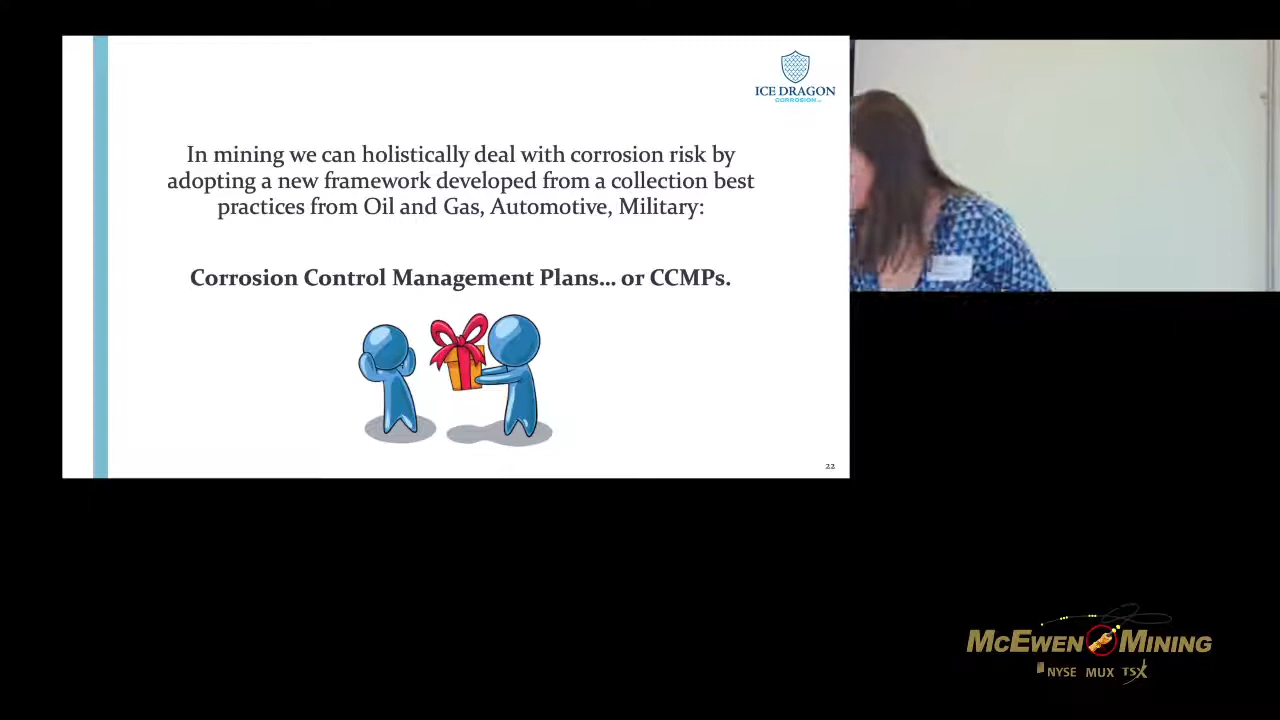 ICE DRAGON
CORROSION
In mining we can holistically deal with corrosion risk by
adopting a new framework developed from a collection best
practices from Oil and Gas, Automotive, Military:
Corrosion Control Management Plans... or CCMPs.
22
MCEWEN MINING
NYSE MUX TSX